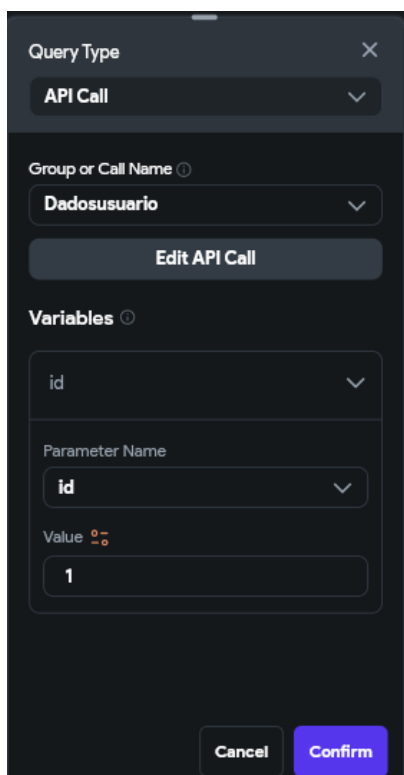 Query Type
API Call
Group or Call Name
Dadosusuario
Edit API Call
Variables
id
Parameter Name
id
Value
1
Cancel Confirm